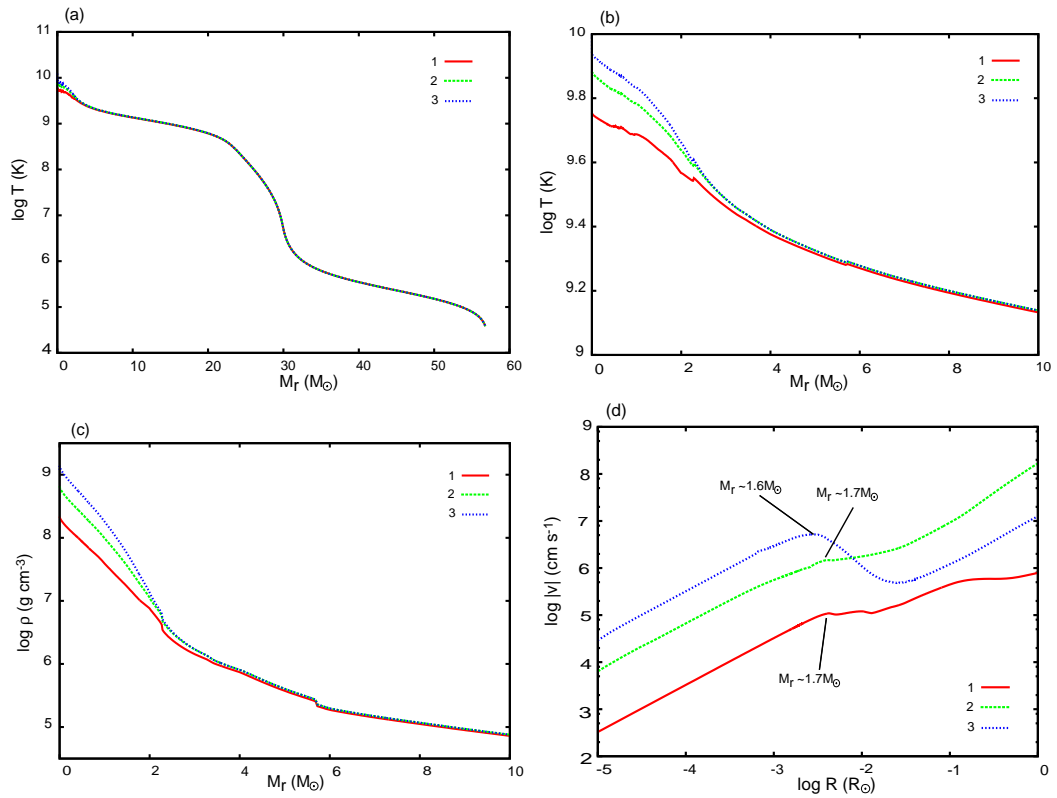 (a)
log T (K)
11
10
9
8
7
6
5
4
0 10 20 30 40 50 60
Mr (M⊙)
1
2
3
(b)
log T (K)
10
9.8
9.6
9.4
9.2
9
0 2 4 6 8 10
Mr (M⊙)
1
2
3
(c)
log ρ (g cm-3)
9
8
7
6
5
0 2 4 6 8 10
Mr (M⊙)
1
2
3
(d)
log |v| (cm s-1)
9
8
7
6
5
4
3
2
-5 -4 -3 -2 -1 0
log R (R⊙)
Mr ~1.6M⊙
Mr ~1.7M⊙
Mr ~1.7M⊙
1
2
3